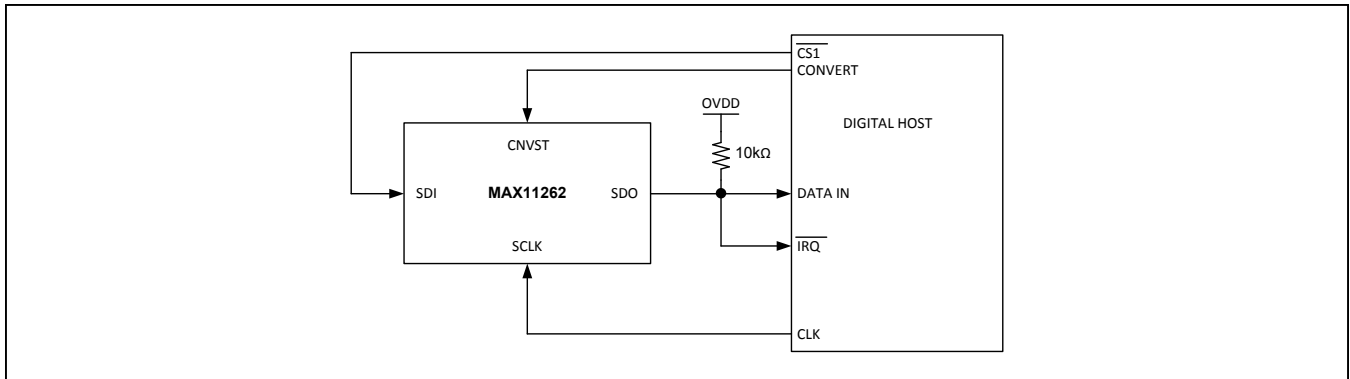 CS1
CONVERT
OVDD
DIGITAL HOST
CNVST
10kΩ
SDI
MAX11262
SDO
DATA IN
SCLK
IRQ
CLK